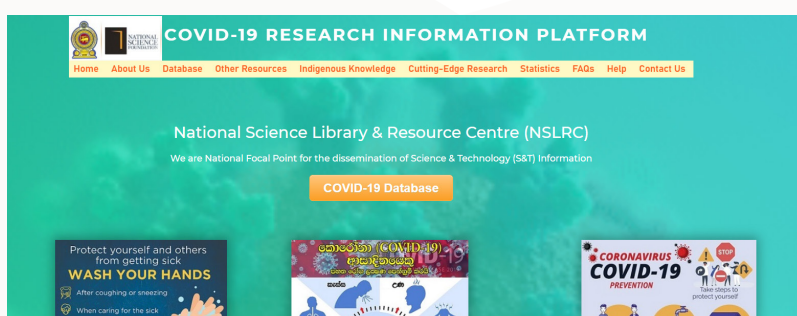 NATIONAL
SCIENCE
FOUNDATION
COVID-19 RESEARCH INFORMATION PLATFORM
Home About Us Database Other Resources Indigenous Knowledge Cutting-Edge Research Statistics FAQs Help Contact Us
National Science Library & Resource Centre (NSLRC)
We are National Focal Point for the dissemination of Science & Technology (S&T) Information
COVID-19 Database
Protect yourself and others
from getting sick
WASH YOUR HANDS
After coughing or sneezing
When caring for the sick
කොරෝනා (COVID-19)
ආසාදිතයෙකු
කැස්ස උණ
CORONAVIRUS
COVID-19
PREVENTION
STOP
Take steps to
protect yourself